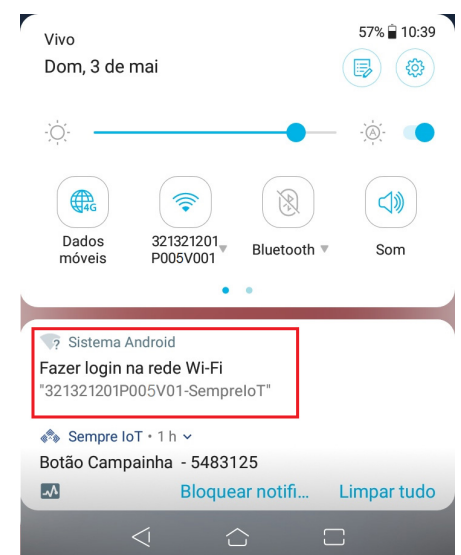 Vivo
57% 10:39
Dom, 3 de mai
A
4G
Dados móveis
321321201 P005V001
Bluetooth
Som
? Sistema Android
Fazer login na rede Wi-Fi
"321321201P005V01-SempreIoT"
Sempre IoT • 1 h
Botão Campainha - 5483125
Bloquear notifi... Limpar tudo